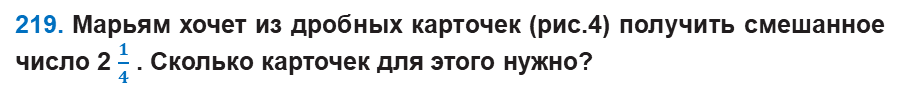 219. Марьям хочет из дробных карточек (рис.4) получить смешанное
число 2 1/4 . Сколько карточек для этого нужно?